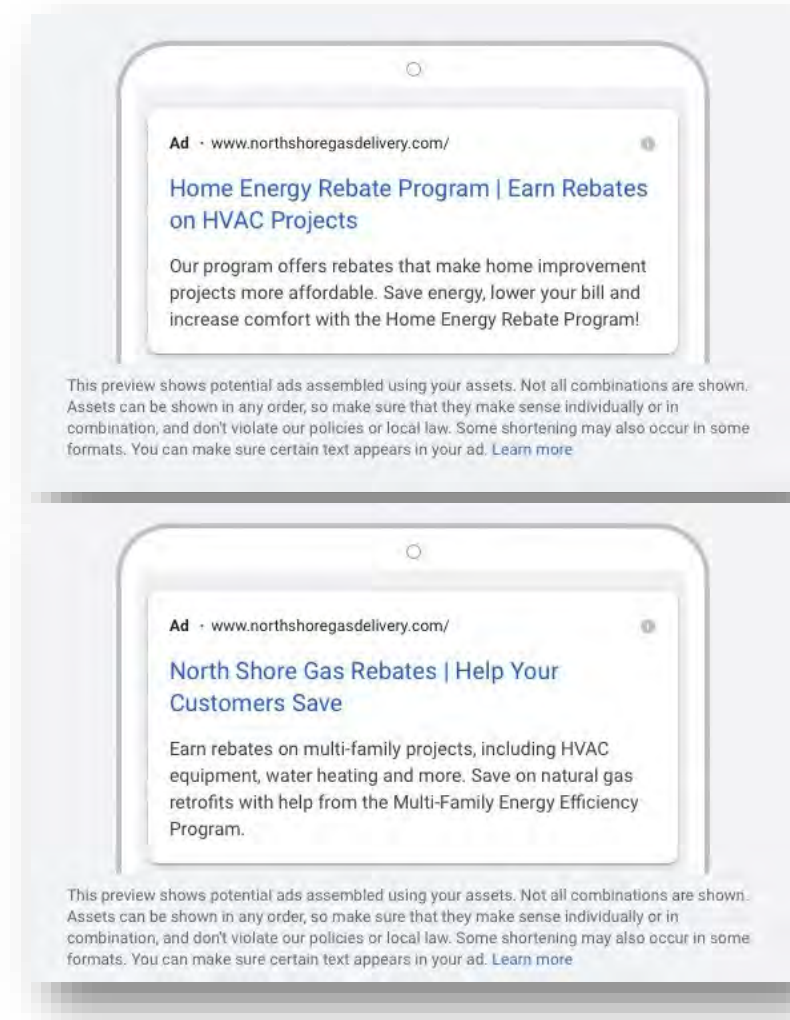 Ad · www.northshoregasdelivery.com/
Home Energy Rebate Program | Earn Rebates
on HVAC Projects
Our program offers rebates that make home improvement
projects more affordable. Save energy, lower your bill and
increase comfort with the Home Energy Rebate Program!
This preview shows potential ads assembled using your assets. Not all combinations are shown.
Assets can be shown in any order, so make sure that they make sense individually or in
combination, and don't violate our policies or local law. Some shortening may also occur in some
formats. You can make sure certain text appears in your ad. Learn more
Ad · www.northshoregasdelivery.com/
North Shore Gas Rebates | Help Your
Customers Save
Earn rebates on multi-family projects, including HVAC
equipment, water heating and more. Save on natural gas
retrofits with help from the Multi-Family Energy Efficiency
Program.
This preview shows potential ads assembled using your assets. Not all combinations are shown.
Assets can be shown in any order, so make sure that they make sense individually or in
combination, and don't violate our policies or local law. Some shortening may also occur in some
formats. You can make sure certain text appears in your ad. Learn more